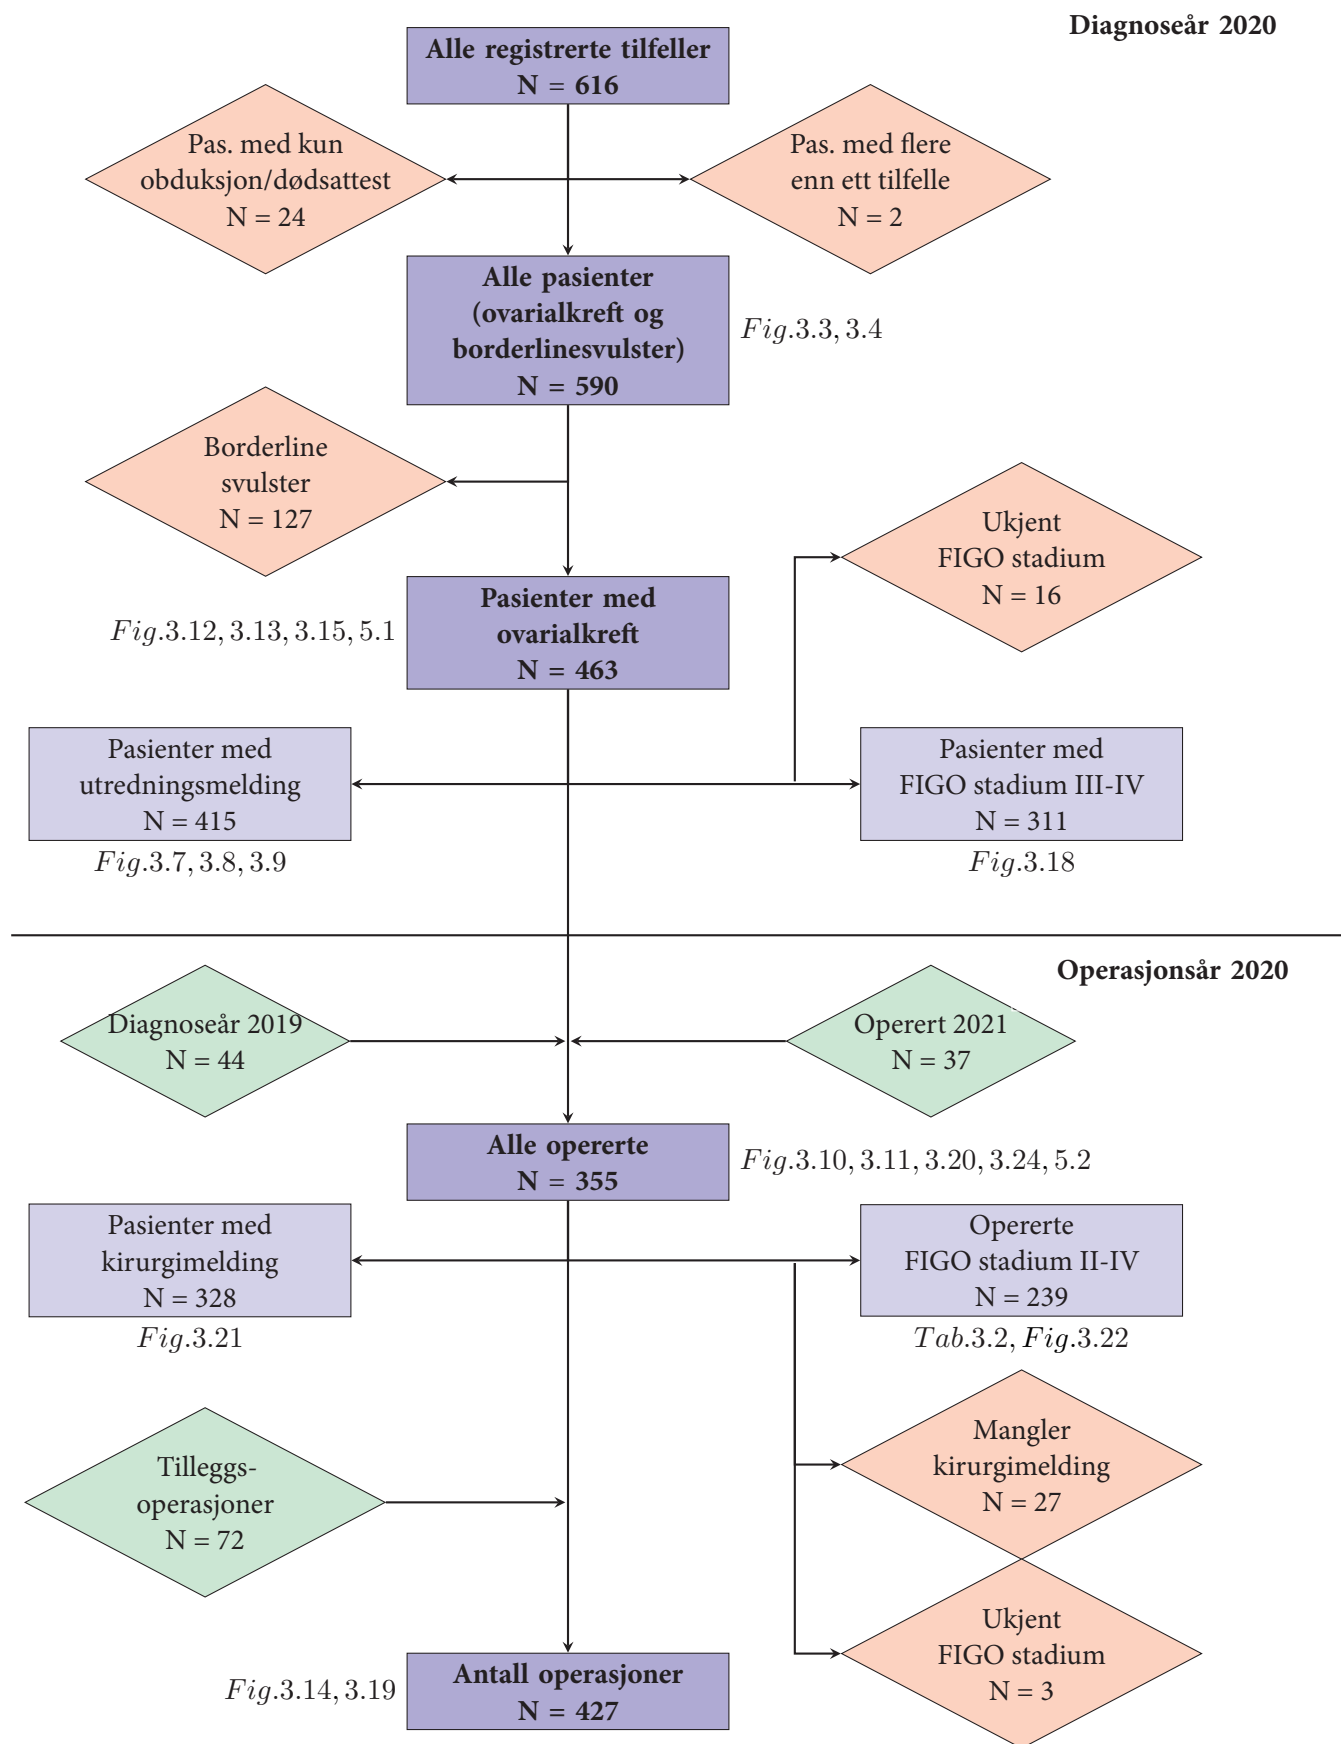 Diagnoseår 2020
Alle registrerte tilfeller
N = 616
Pas. med kun
obduksjon/dødsattest
N = 24
Pas. med flere
enn ett tilfelle
N = 2
Alle pasienter
(ovarialkreft og
borderlinesvulster)
N = 590
Fig.3.3, 3.4
Borderline
svulster
N = 127
Ukjent
FIGO stadium
N = 16
Pasienter med
ovarialkreft
N = 463
Fig.3.12, 3.13, 3.15, 5.1
Pasienter med
utredningsmelding
N = 415
Fig.3.7, 3.8, 3.9
Pasienter med
FIGO stadium III-IV
N = 311
Fig.3.18
Operasjonsår 2020
Diagnoseår 2019
N = 44
Operert 2021
N = 37
Alle opererte
N = 355
Fig.3.10, 3.11, 3.20, 3.24, 5.2
Pasienter med
kirurgimelding
N = 328
Fig.3.21
Opererte
FIGO stadium II-IV
N = 239
Tab.3.2, Fig.3.22
Mangler
kirurgimelding
N = 27
Tilleggs-
operasjoner
N = 72
Ukjent
FIGO stadium
N = 3
Antall operasjoner
N = 427
Fig.3.14, 3.19